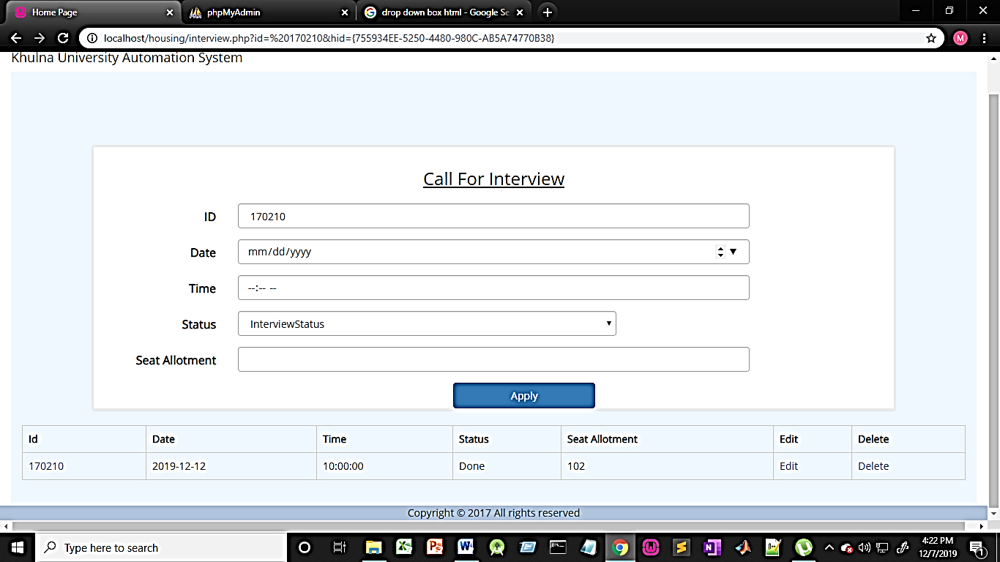 Home Page
phpMyAdmin
drop down box html - Google Se
localhost/housing/interview.php?id=%20170210&hid={755934EE-5250-4480-980C-AB5A74770B38}
M
Khulna University Automation System
Call For Interview
ID 170210
Date mm/dd/yyyy
Time --:-- --
Status InterviewStatus
Seat Allotment
Apply
Id Date Time Status Seat Allotment Edit Delete
170210 2019-12-12 10:00:00 Done 102 Edit Delete
Copyright © 2017 All rights reserved
Type here to search
4:22 PM
12/7/2019
1